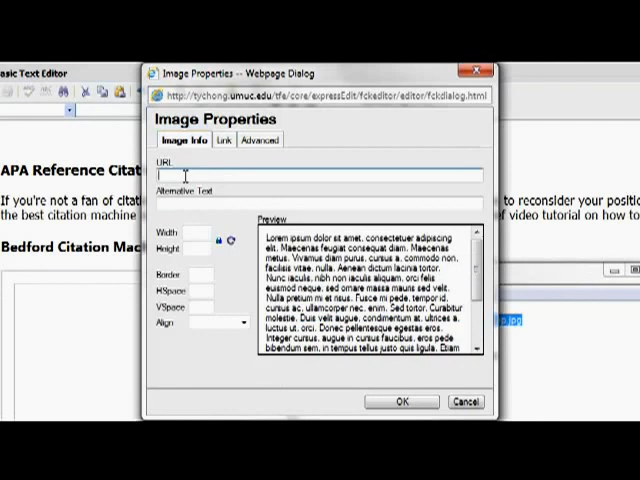 asic Text Editor
Image Properties -- Webpage Dialog
http://tychong.umuc.edu/tfe/core/expressEdit/fckeditor/editor/fckdialog.html
Image Properties
Image Info Link Advanced
URL
Alternative Text
Width
Height
Border
HSpace
VSpace
Align
Preview
Lorem ipsum dolor sit amet, consectetuer adipiscing
elit. Maecenas feugiat consequat diam. Maecenas
metus. Vivamus diam purus, cursus a, commodo non,
facilisis vitae, nulla. Aenean dictum lacinia tortor.
Nunc iaculis, nibh non iaculis aliquam, orci felis
euismod neque, sed ornare massa mauris sed velit.
Nulla pretium mi et risus. Fusce mi pede, tempor id,
cursus ac, ullamcorper nec, enim. Sed tortor. Curabitur
molestie. Duis velit augue, condimentum at, ultrices a,
luctus ut, orci. Donec pellentesque egestas eros.
Integer cursus, augue in cursus faucibus, eros pede
bibendum sem, in tempus tellus justo quis ligula. Etiam
OK Cancel
APA Reference Citat
If you're not a fan of citati
to reconsider your positio
the best citation machine
of video tutorial on how to
Bedford Citation Mac
p.jpg